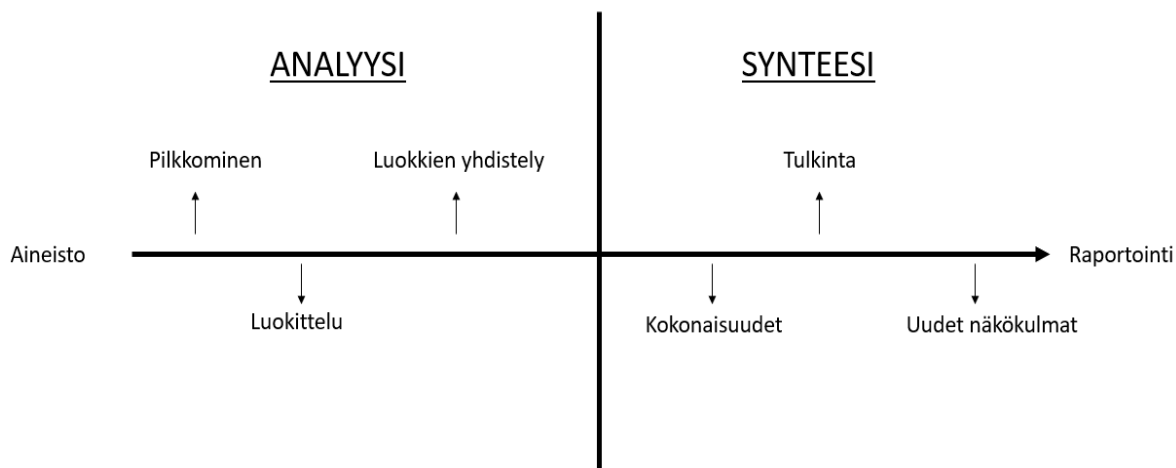 ANALYYSI
SYNTEESI
Pilkkominen
Luokkien yhdistely
Tulkinta
Aineisto
Raportointi
Luokittelu
Kokonaisuudet
Uudet näkökulmat